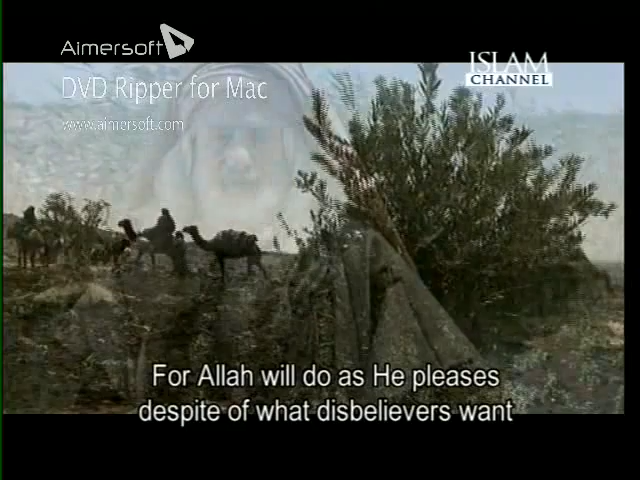 Aimersoft
ISLAM
CHANNEL
DVD Ripper for Mac
www.aimersoft.com
For Allah will do as He pleases
despite of what disbelievers want